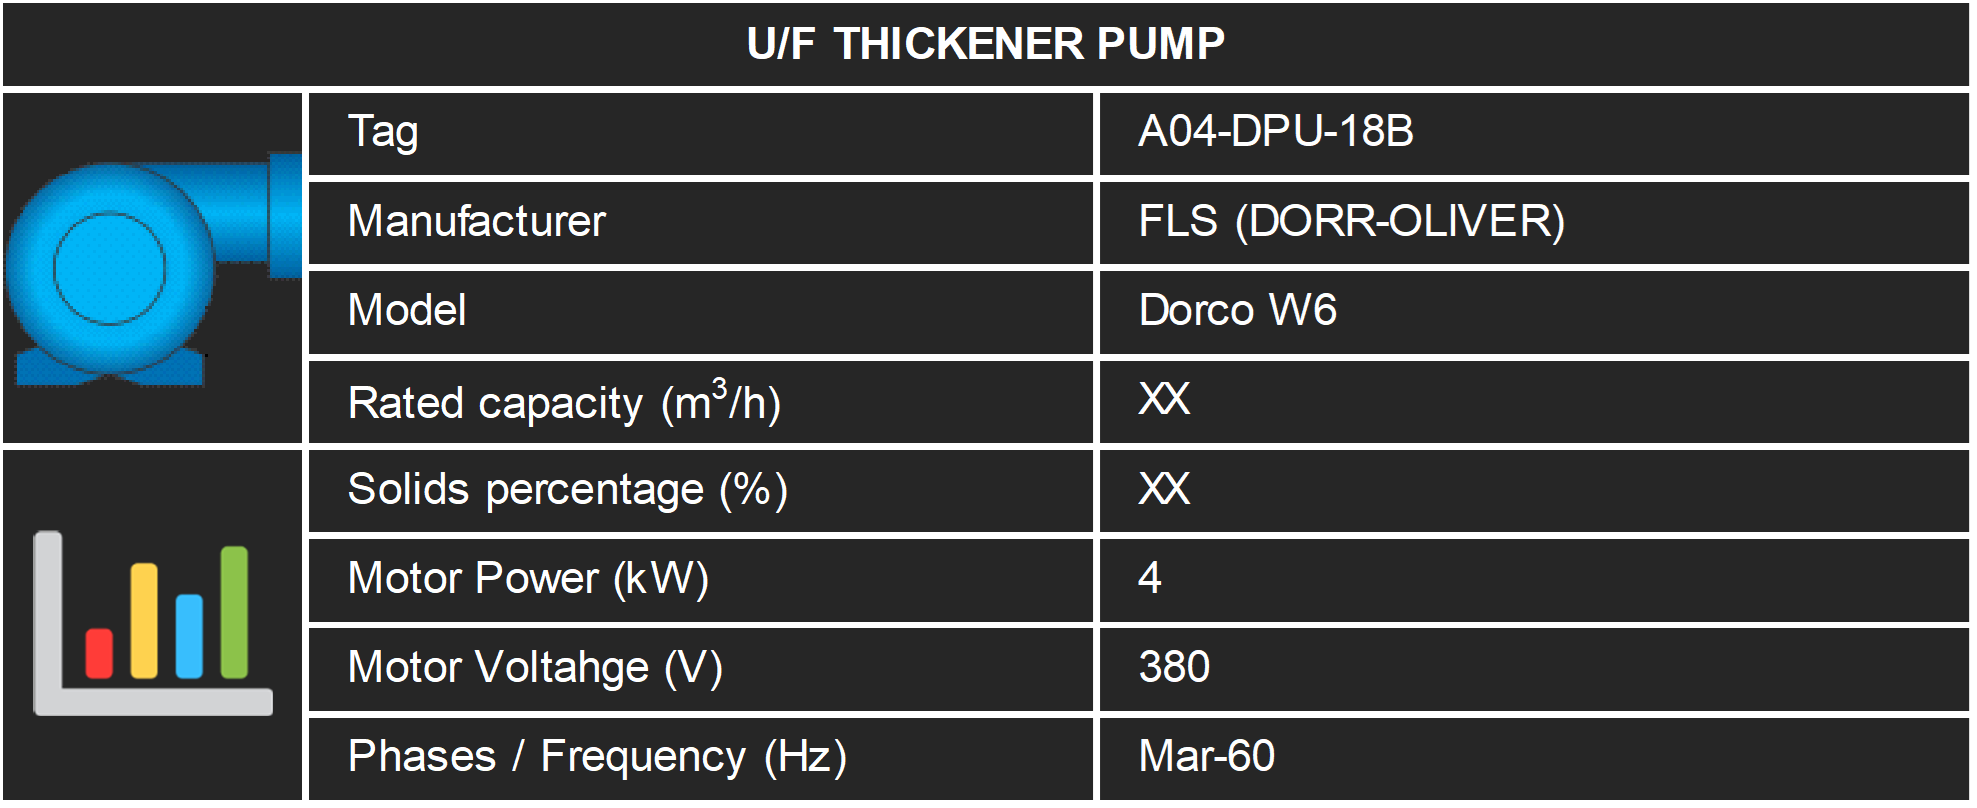 U/F THICKENER PUMP
Tag A04-DPU-18B
Manufacturer FLS (DORR-OLIVER)
Model Dorco W6
Rated capacity (m³/h) XX
Solids percentage (%) XX
Motor Power (kW) 4
Motor Voltahge (V) 380
Phases / Frequency (Hz) Mar-60